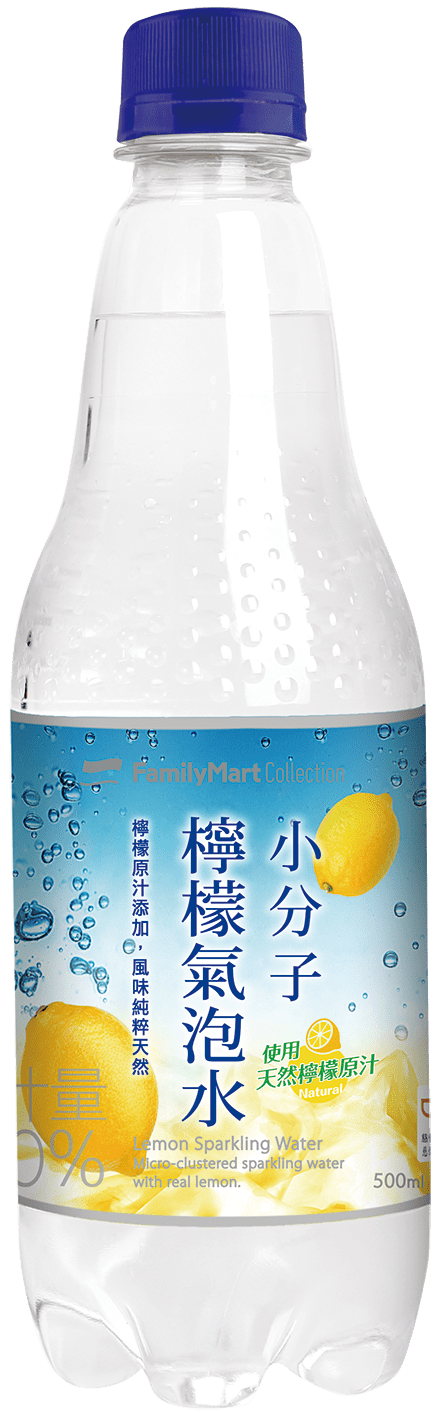 FamilyMart Collection
小分子
檸檬氣泡水
檸檬原汁添加，風味純粹天然
使用
天然檸檬原汁
Natural
Lemon Sparkling Water
Micro-clustered sparkling water
with real lemon.
500ml
量
0%